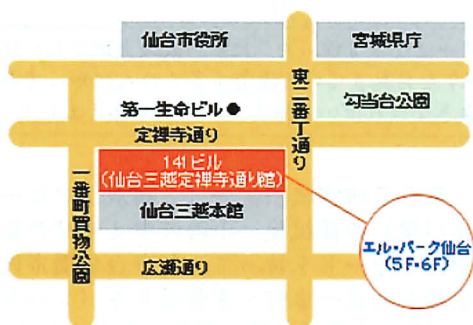 仙台市役所
宮城県庁
東二番丁通り
勾当台公園
第一生命ビル
定禅寺通り
141ビル
(仙台三越定禅寺通り館)
一番町買物公園
仙台三越本館
エル・パーク仙台
(5F・6F)
広瀬通り